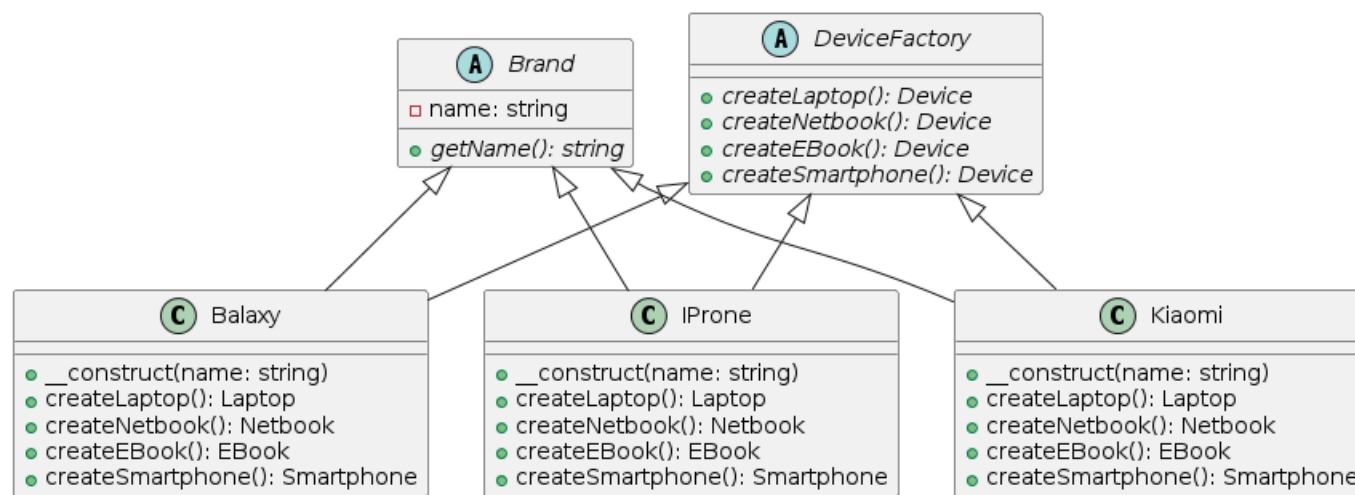 A Brand
name: string
getName(): string
A DeviceFactory
createLaptop(): Device
createNetbook(): Device
createEBook(): Device
createSmartphone(): Device
C Balaxy
__construct(name: string)
createLaptop(): Laptop
createNetbook(): Netbook
createEBook(): EBook
createSmartphone(): Smartphone
C IProne
__construct(name: string)
createLaptop(): Laptop
createNetbook(): Netbook
createEBook(): EBook
createSmartphone(): Smartphone
C Kiaomi
__construct(name: string)
createLaptop(): Laptop
createNetbook(): Netbook
createEBook(): EBook
createSmartphone(): Smartphone